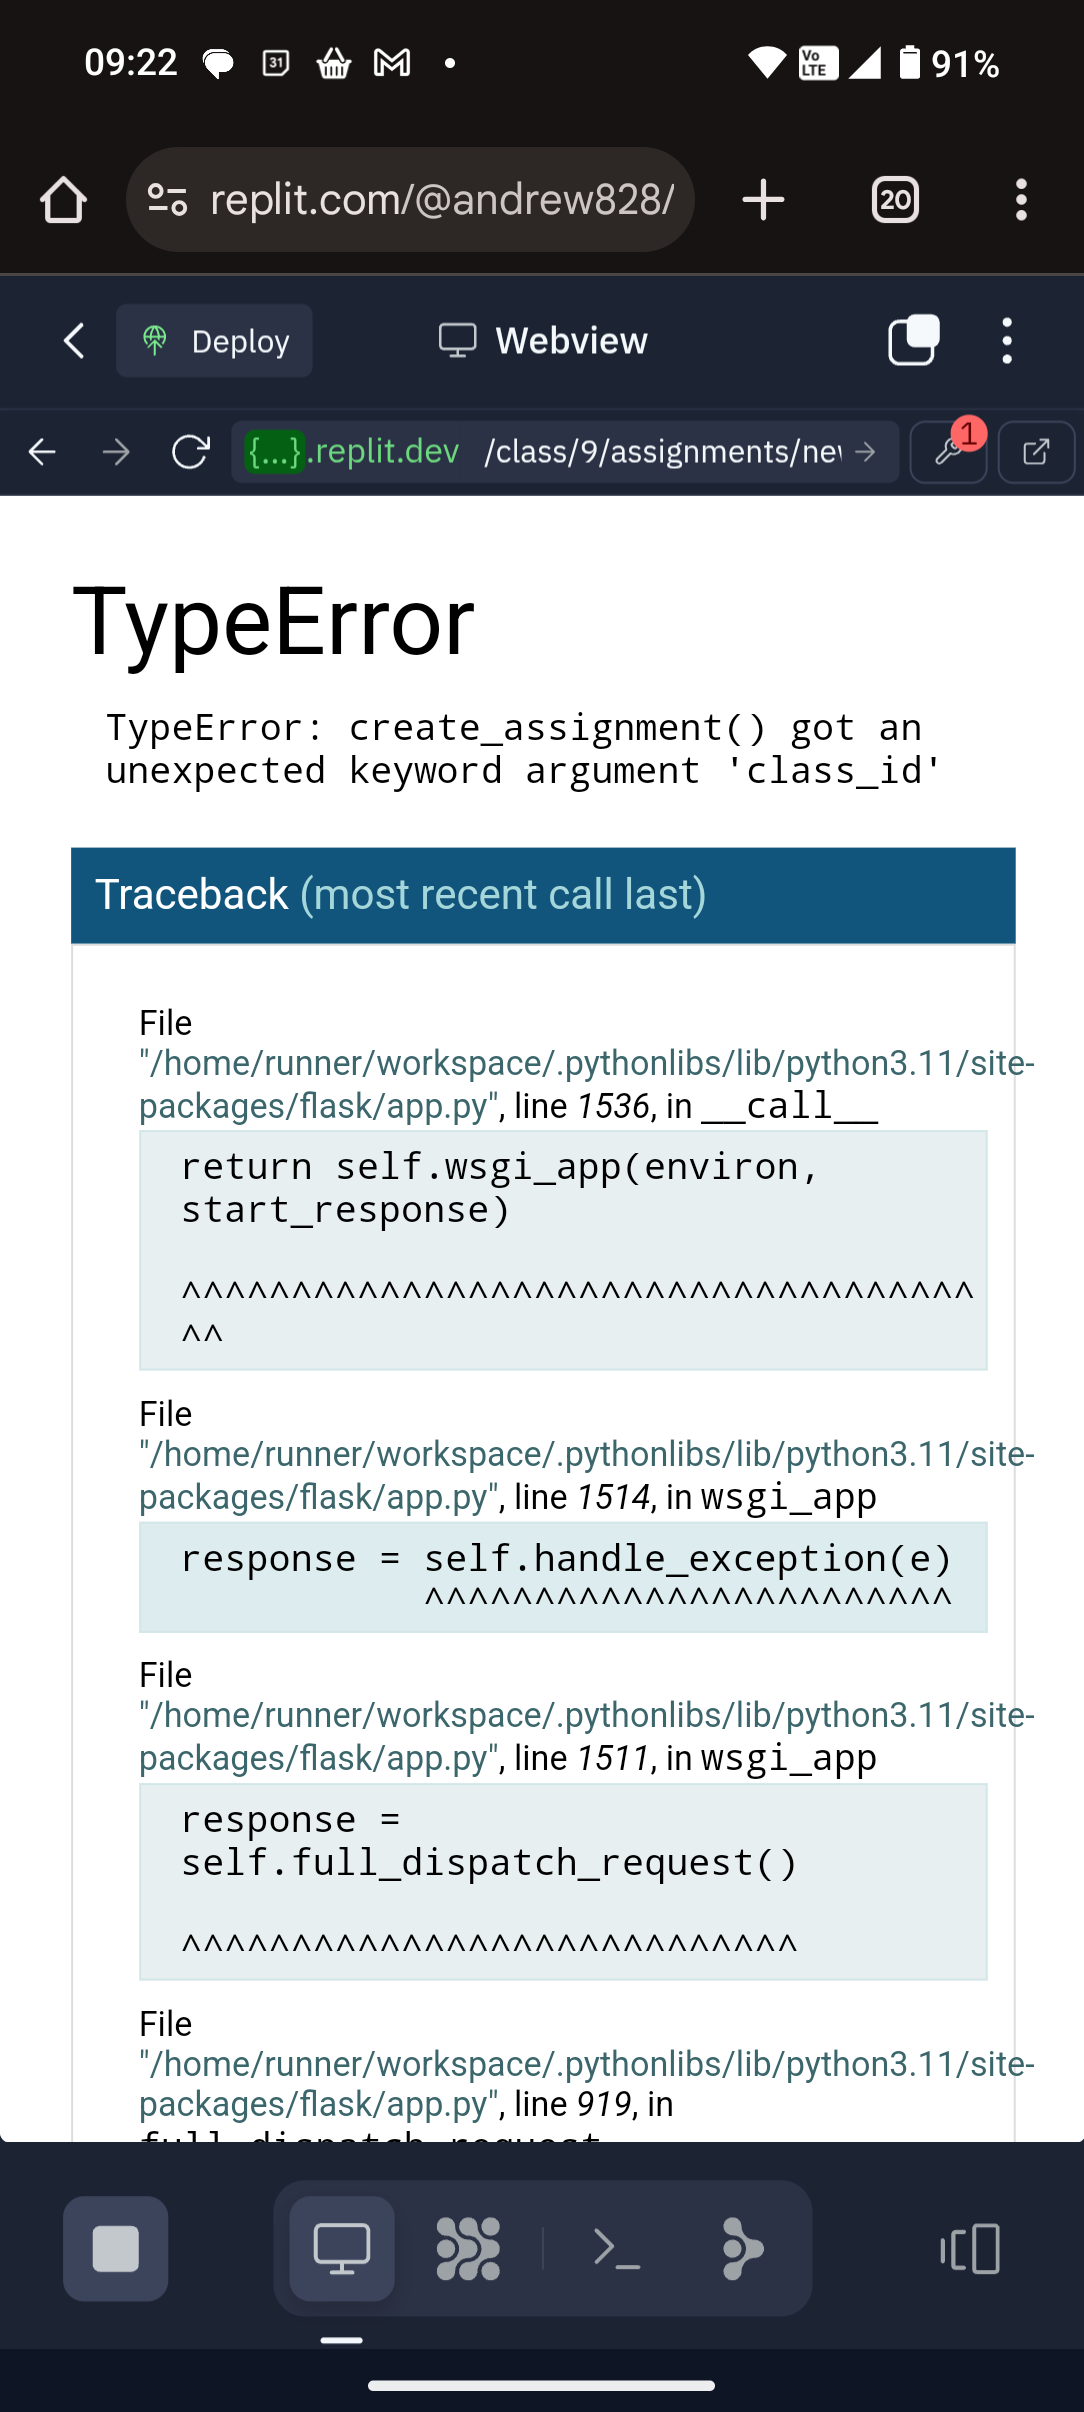 09:22
31
Vo
LTE
91%
replit.com/@andrew828/
20
Deploy
Webview
{...}.replit.dev /class/9/assignments/nev
1
TypeError
TypeError: create_assignment() got an
unexpected keyword argument 'class_id'
Traceback (most recent call last)
File
"/home/runner/workspace/.pythonlibs/lib/python3.11/site-
packages/flask/app.py", line 1536, in __call__
return self.wsgi_app(environ,
start_response)
^^^^^^^^^^^^^^^^^^^^^^^^^^^^^^^^^^^^
^^
File
"/home/runner/workspace/.pythonlibs/lib/python3.11/site-
packages/flask/app.py", line 1514, in wsgi_app
response = self.handle_exception(e)
^^^^^^^^^^^^^^^^^^^^^^^^
File
"/home/runner/workspace/.pythonlibs/lib/python3.11/site-
packages/flask/app.py", line 1511, in wsgi_app
response =
self.full_dispatch_request()
^^^^^^^^^^^^^^^^^^^^^^^^^^^^
File
"/home/runner/workspace/.pythonlibs/lib/python3.11/site-
packages/flask/app.py", line 919, in
full_dispatch_request